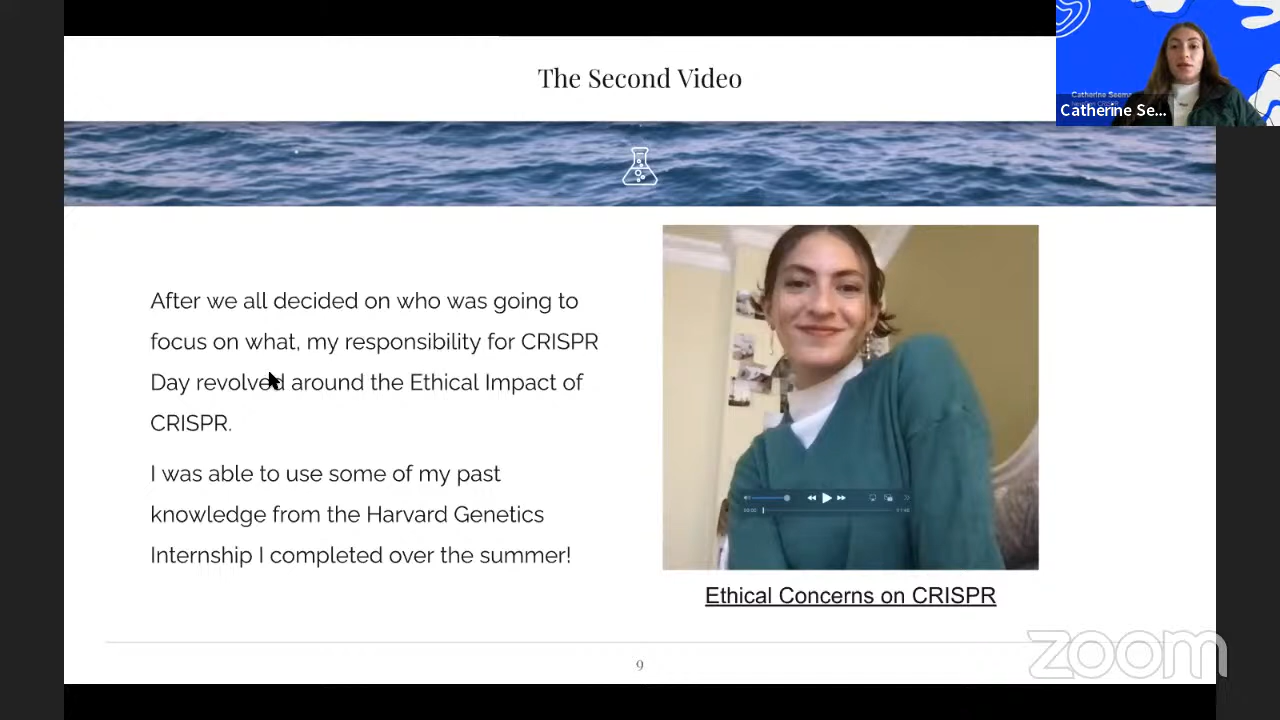 The Second Video
Catherine Se...
After we all decided on who was going to
focus on what, my responsibility for CRISPR
Day revolved around the Ethical Impact of
CRISPR.
I was able to use some of my past
knowledge from the Harvard Genetics
Internship I completed over the summer!
Ethical Concerns on CRISPR
9
zoom